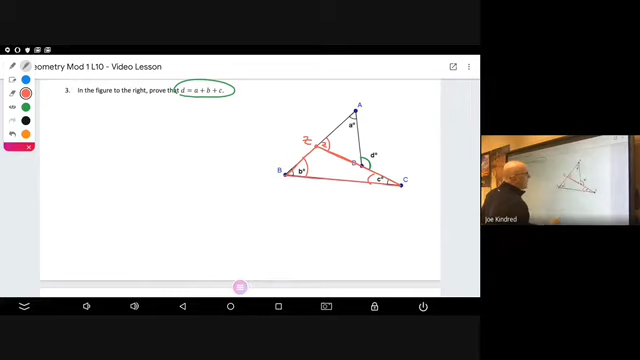 eometry Mod 1 L10 - Video Lesson
3. In the figure to the right, prove that d = a + b + c.
A
a°
Z
z
d°
D
B
b°
c°
C
Joe Kindred